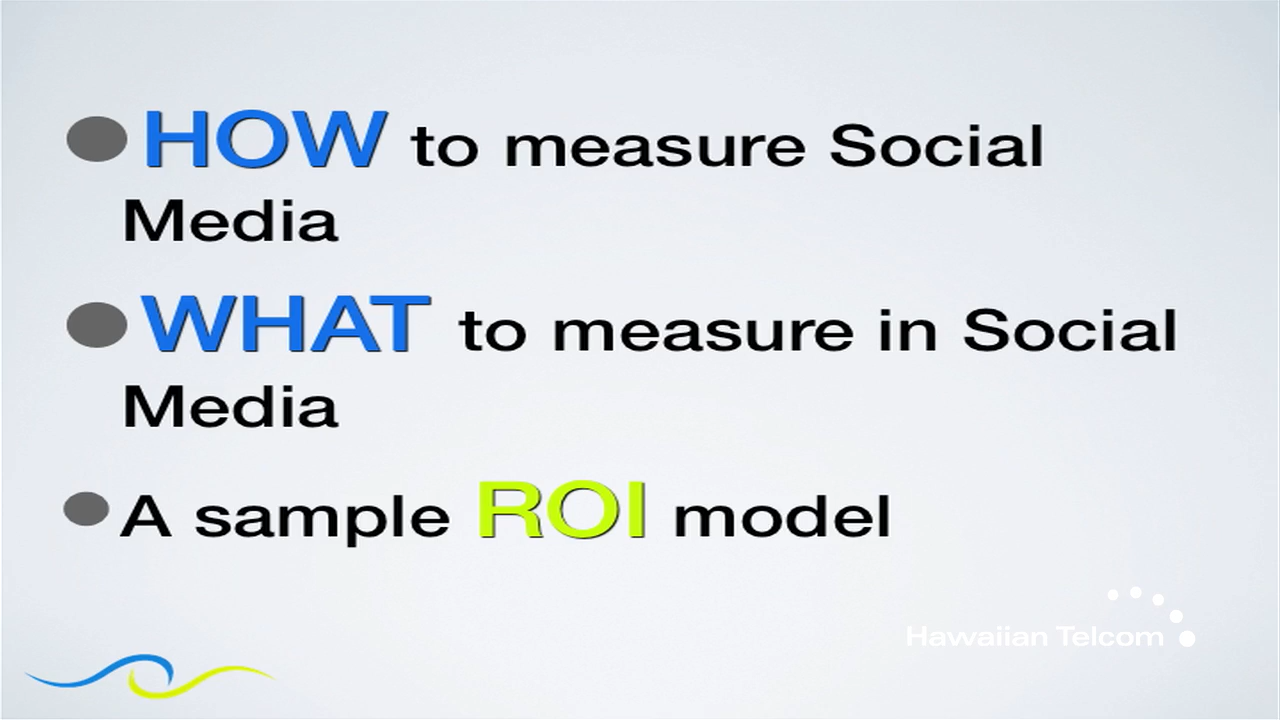 HOW to measure Social
Media
WHAT to measure in Social
Media
A sample ROI model
Hawaiian Telcom